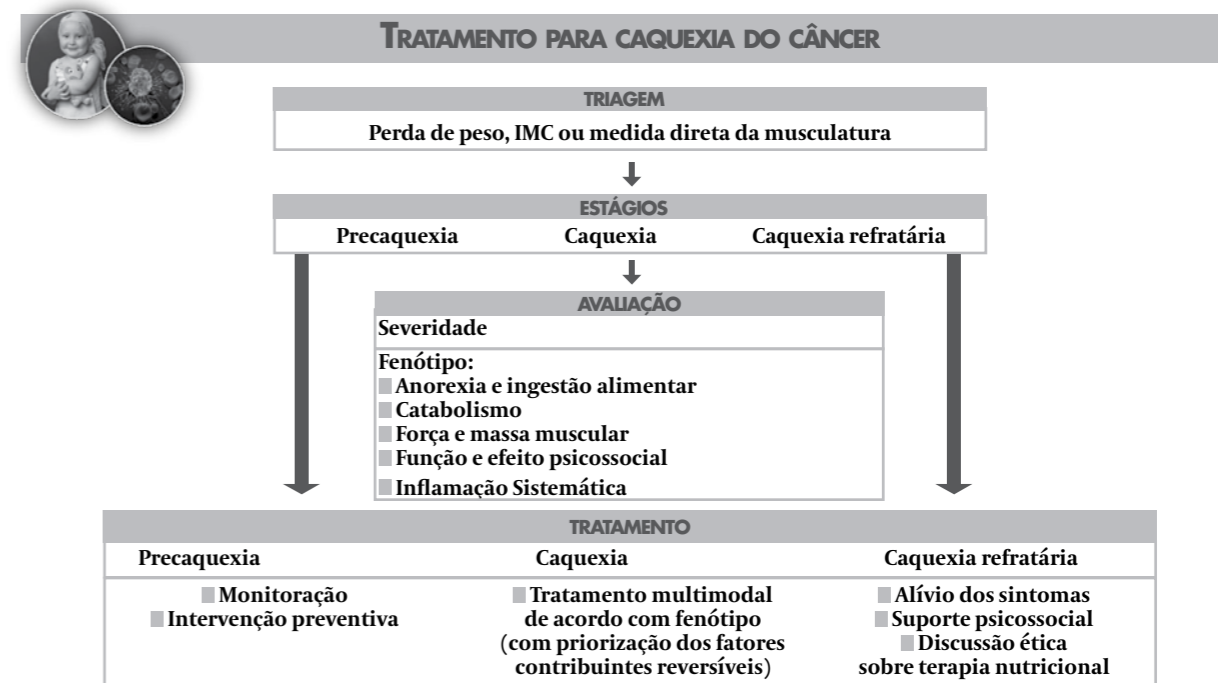 TRATAMENTO PARA CAQUEXIA DO CÂNCER
TRIAGEM
Perda de peso, IMC ou medida direta da musculatura
ESTÁGIOS
Precaquexia Caquexia Caquexia refratária
AVALIAÇÃO
Severidade
Fenótipo:
Anorexia e ingestão alimentar
Catabolismo
Força e massa muscular
Função e efeito psicossocial
Inflamação Sistemática
TRATAMENTO
Precaquexia Caquexia Caquexia refratária
Monitoração
Intervenção preventiva
Tratamento multimodal
de acordo com fenótipo
(com priorização dos fatores
contribuintes reversíveis)
Alívio dos sintomas
Suporte psicossocial
Discussão ética
sobre terapia nutricional